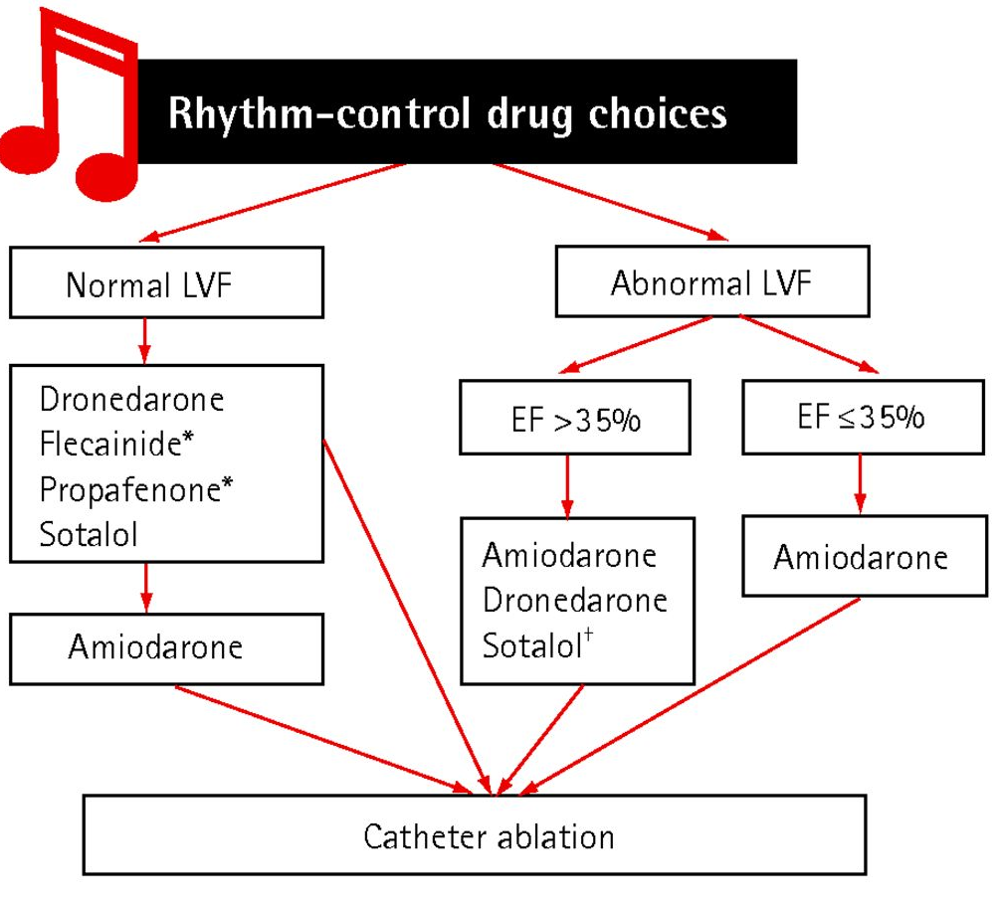 Rhythm-control drug choices
Normal LVF
Abnormal LVF
Dronedarone
Flecainide*
Propafenone*
Sotalol
EF >35%
EF ≤35%
Amiodarone
Dronedarone
Sotalol†
Amiodarone
Amiodarone
Catheter ablation